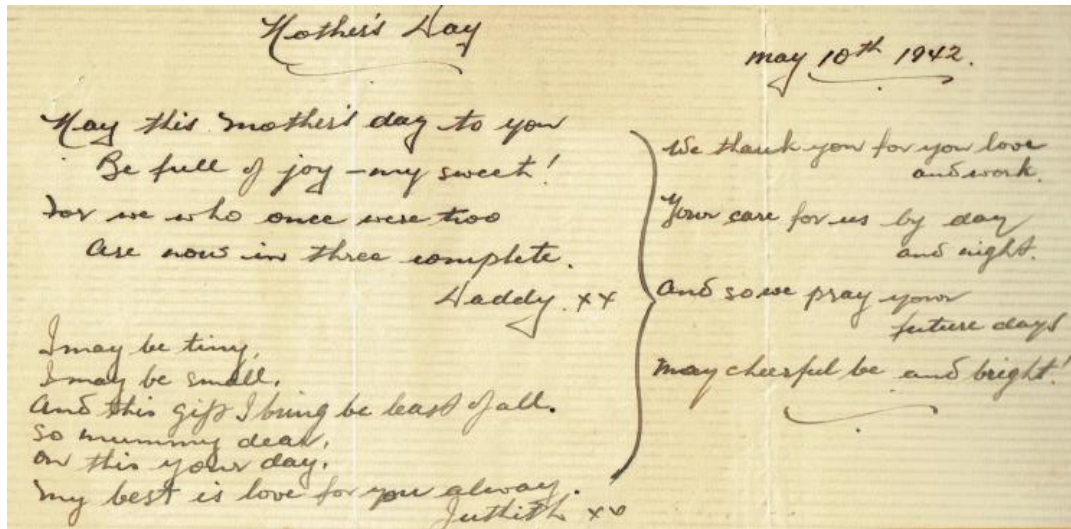 Mother's Day
May 10th 1942.
May this Mother's day to you
Be full of joy - my sweet!
For we who once were two
Are now in three complete.
Daddy. xx
I may be tiny,
I may be small,
And this gift I bring be least of all.
So mummy dear,
on this your day,
My best is love for you alway.
Judith xx
We thank you for you love
and work.
Your care for us by day
and night.
And so we pray your
future days
May cheerful be and bright!